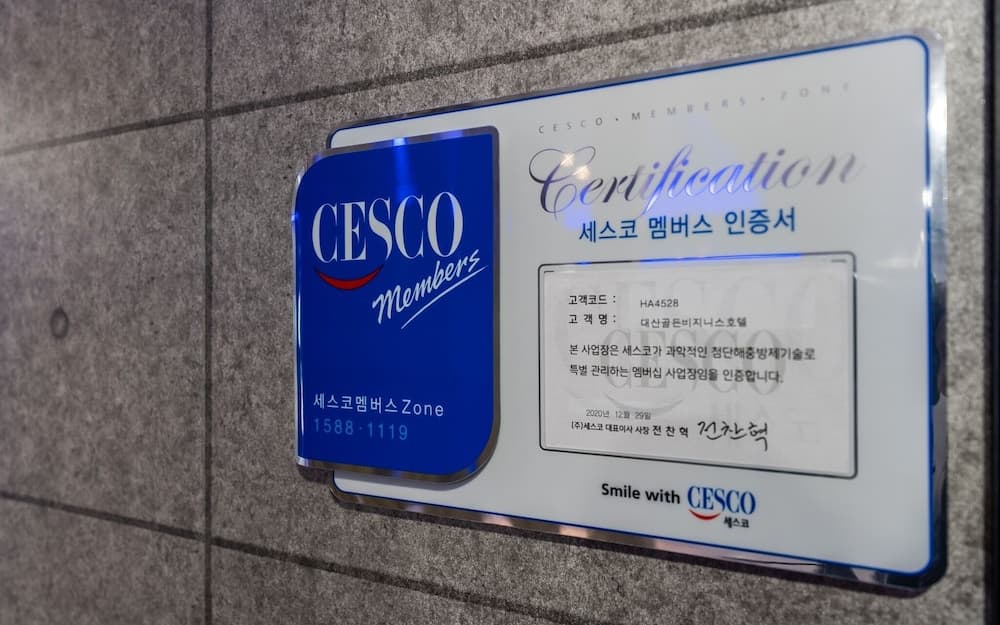 CESCO
Members
세스코멤버스Zone
1588·1119
CESCO • MEMBERS • ZONE
Certification
세스코 멤버스 인증서
고객코드 : HA4528
고 객 명 : 대산골든비지니스호텔
본 사업장은 세스코가 과학적인 첨단해충방제기술로
특별 관리하는 멤버십 사업장임을 인증합니다.
2020년 12월 29일
(주)세스코 대표이사 사장 전 찬 혁 전찬혁
Smile with CESCO
세스코